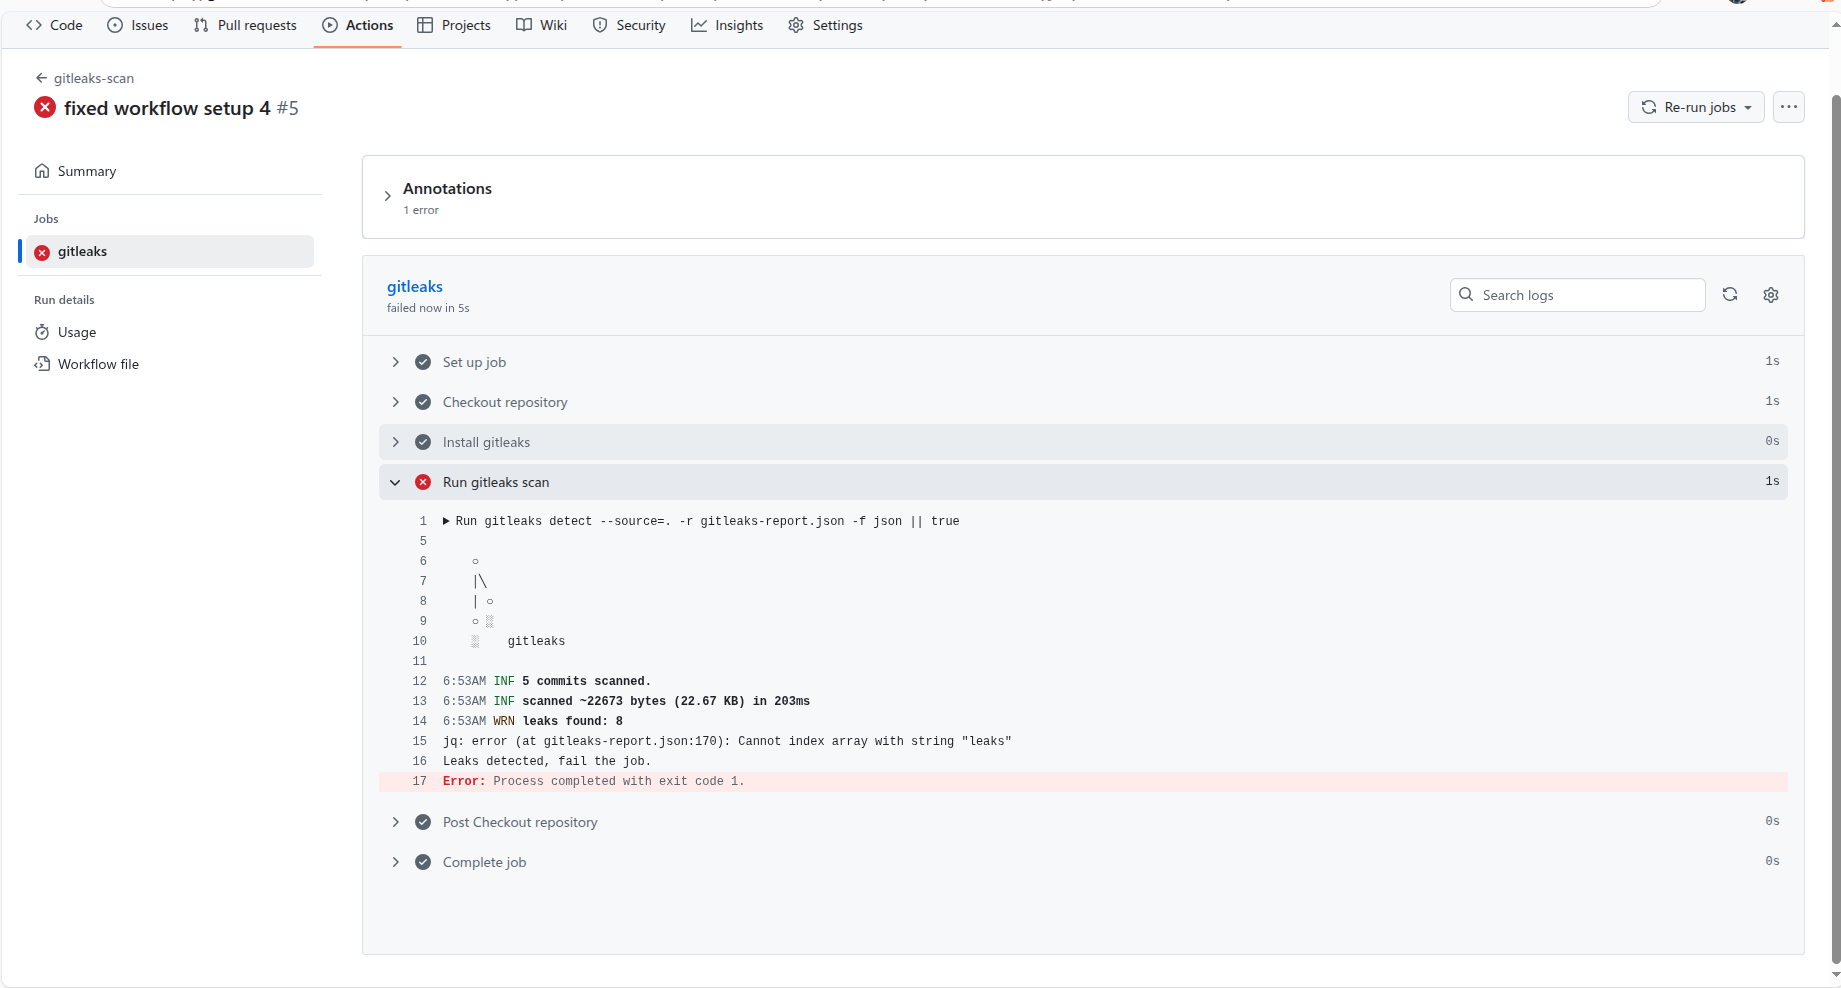 Code Issues Pull requests Actions Projects Wiki Security Insights Settings
gitleaks-scan
fixed workflow setup 4 #5
Re-run jobs
Summary
Jobs
gitleaks
Run details
Usage
Workflow file
Annotations
1 error
gitleaks
failed now in 5s
Search logs
Set up job 1s
Checkout repository 1s
Install gitleaks 0s
Run gitleaks scan 1s
1 Run gitleaks detect --source=. -r gitleaks-report.json -f json || true
5
6 ○
7 |\
8 | ○
9 ○ ░
10 ░ gitleaks
11
12 6:53AM INF 5 commits scanned.
13 6:53AM INF scanned ~22673 bytes (22.67 KB) in 203ms
14 6:53AM WRN leaks found: 8
15 jq: error (at gitleaks-report.json:170): Cannot index array with string "leaks"
16 Leaks detected, fail the job.
17 Error: Process completed with exit code 1.
Post Checkout repository 0s
Complete job 0s